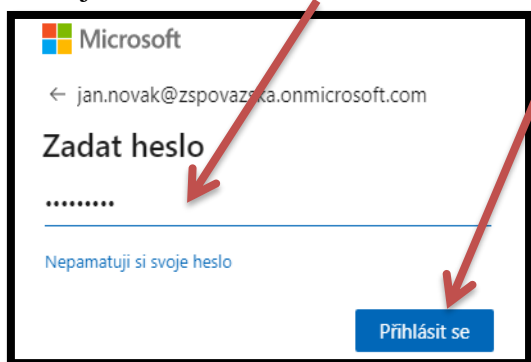 Microsoft
← jan.novak@zspovazska.onmicrosoft.com
Zadat heslo
•••••••••
Nepamatuji si svoje heslo
Přihlásit se